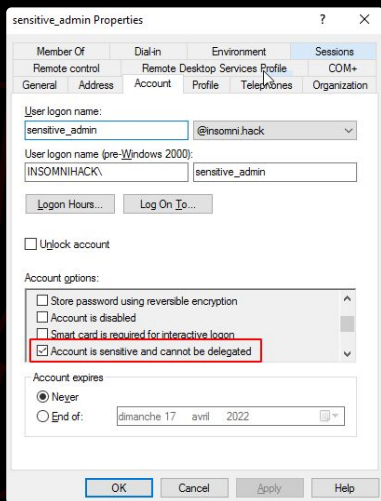 sensitive_admin Properties
? X
Member Of Dial-in Environment Sessions
Remote control Remote Desktop Services Profile COM+
General Address Account Profile Telephones Organization
User logon name:
sensitive_admin @insomni.hack
User logon name (pre-Windows 2000):
INSOMNIHACK\ sensitive_admin
Logon Hours... Log On To...
Unlock account
Account options:
Store password using reversible encryption
Account is disabled
Smart card is required for interactive logon
Account is sensitive and cannot be delegated
Account expires
Never
End of: dimanche 17 avril 2022
OK Cancel Apply Help